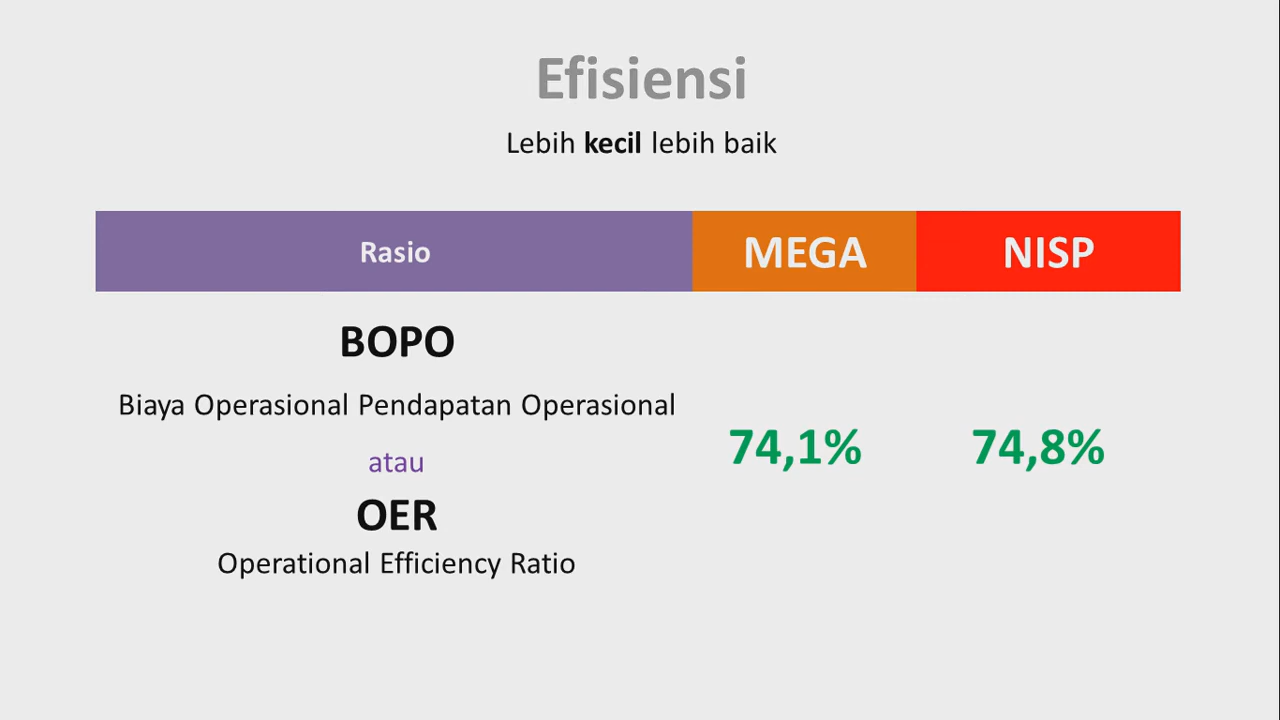 Efisiensi
Lebih kecil lebih baik
Rasio MEGA NISP
BOPO
Biaya Operasional Pendapatan Operasional
74,1% 74,8%
atau
OER
Operational Efficiency Ratio